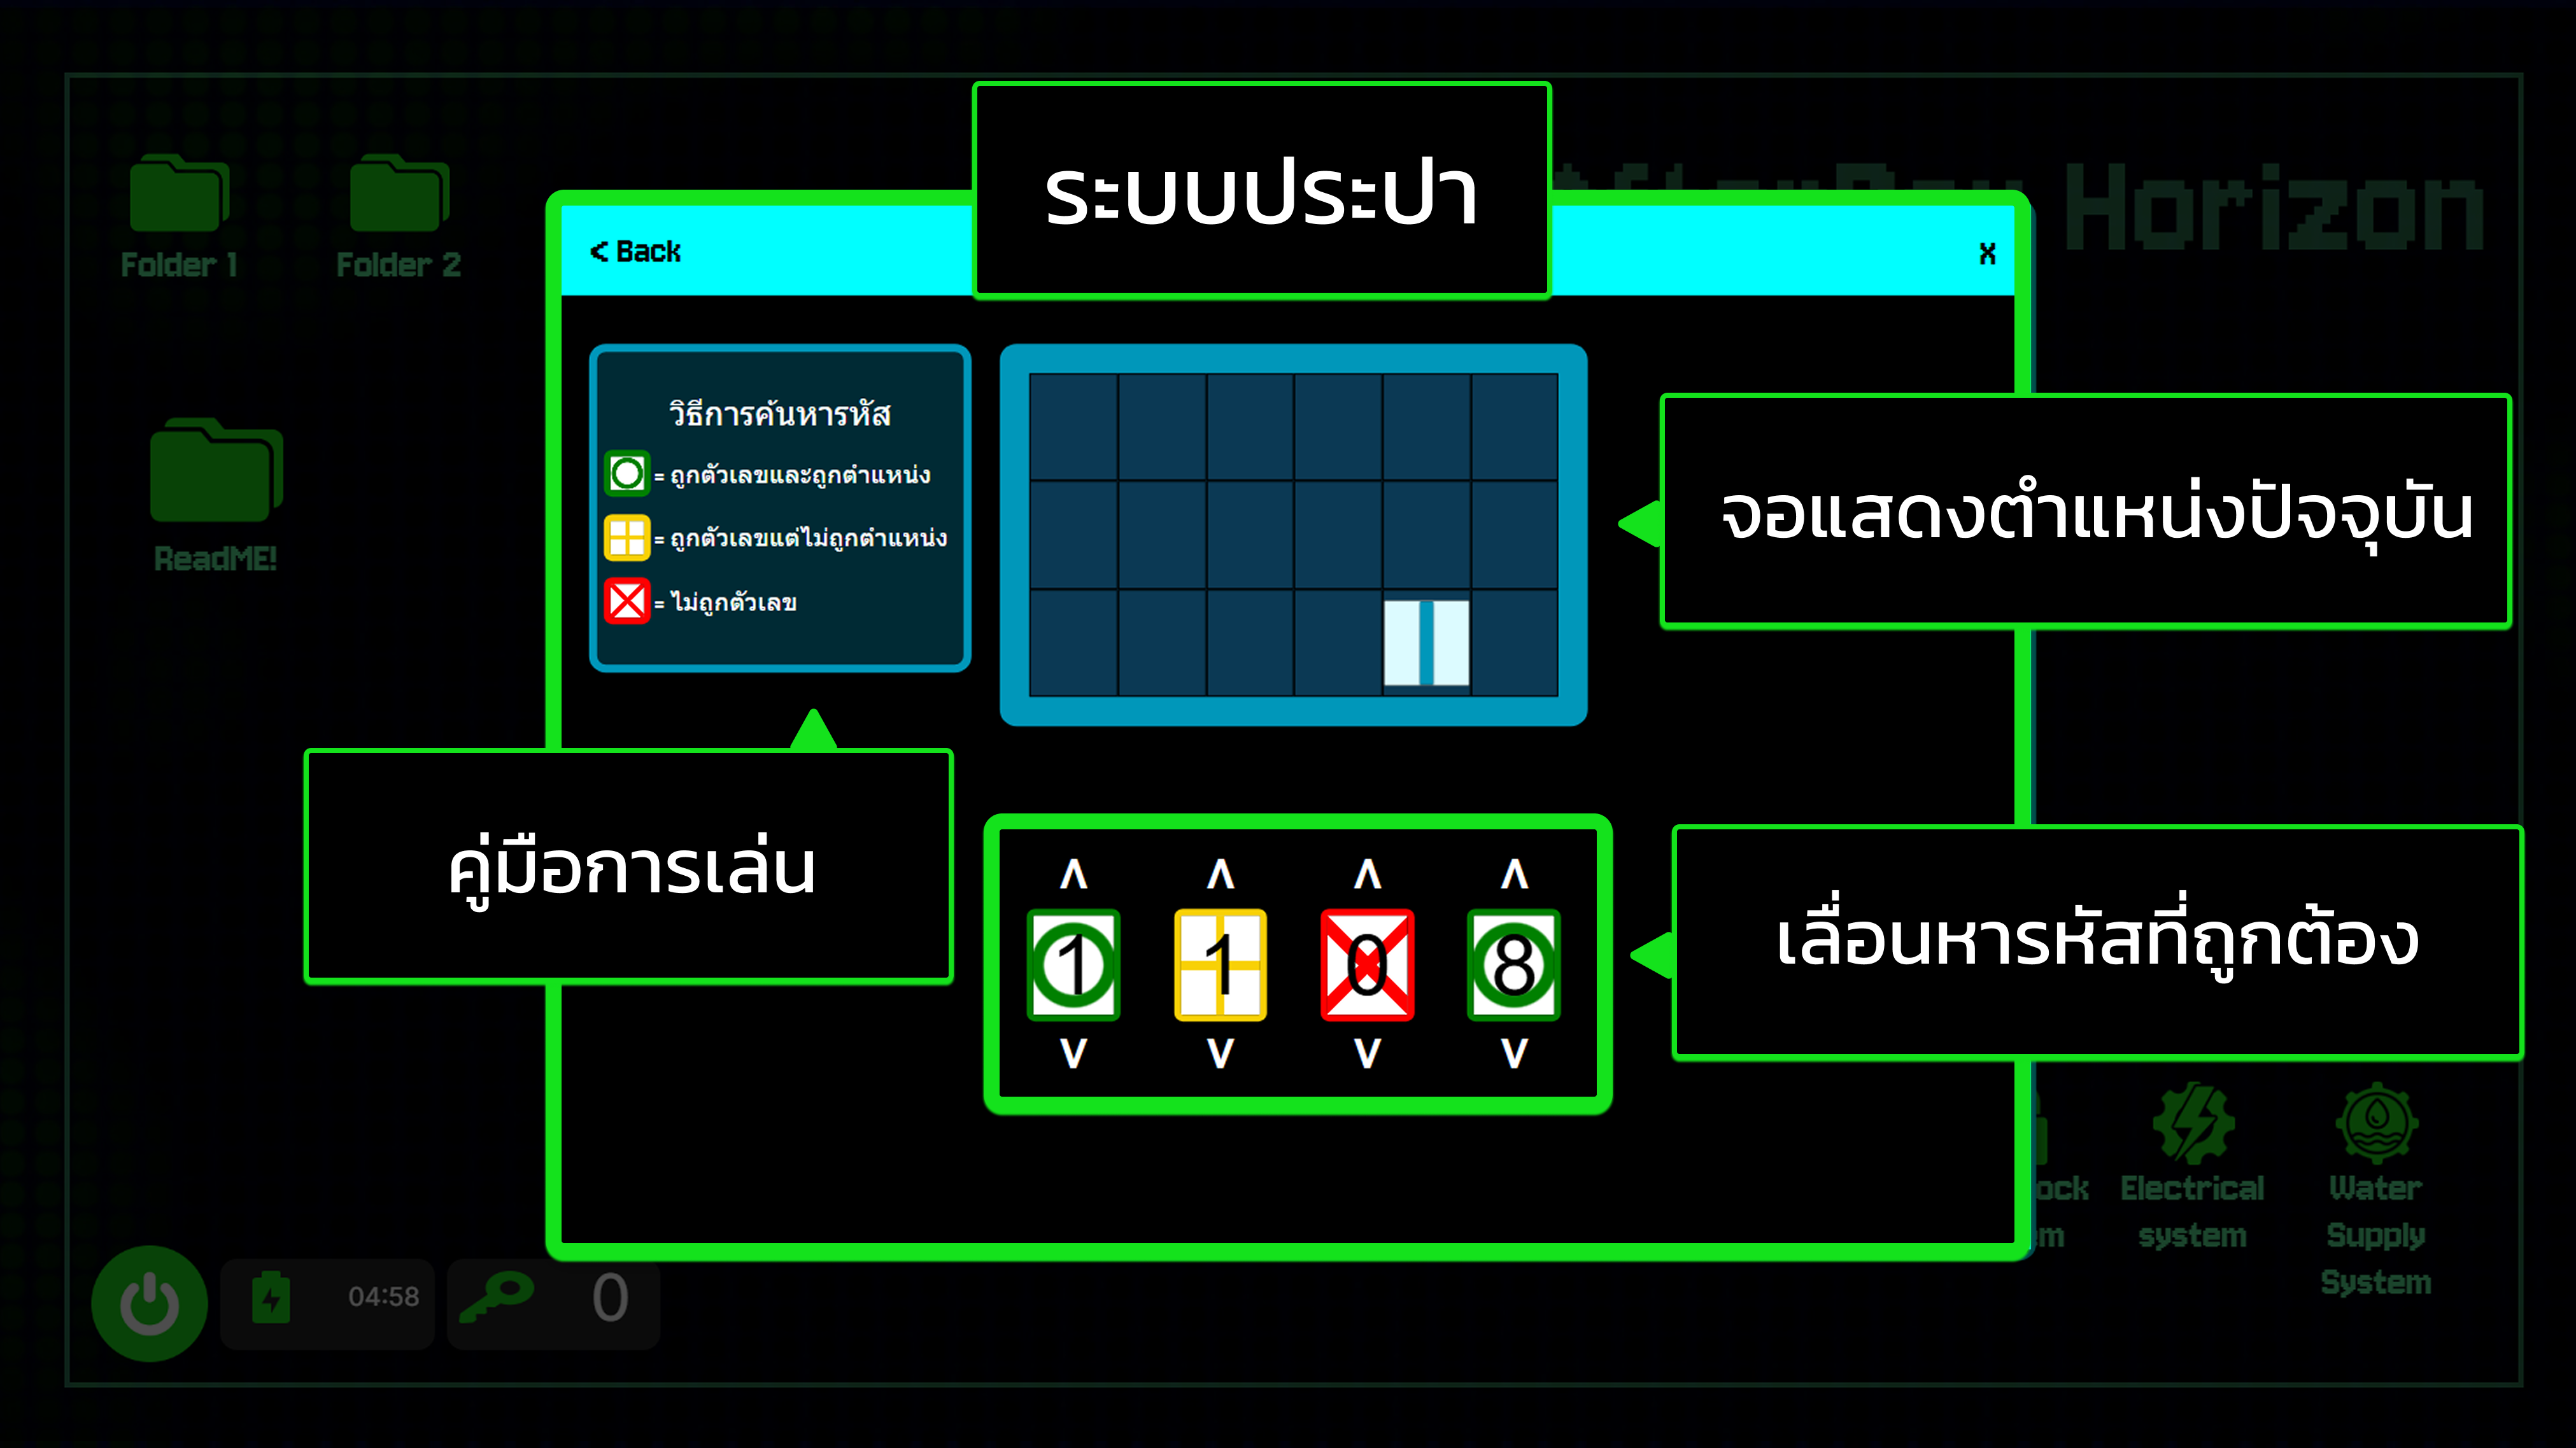 ระบบประปา
Horizon
Folder 1
Folder 2
< Back
x
วิธีการค้นหารหัส
= ถูกตัวเลขและถูกตำแหน่ง
= ถูกตัวเลขแต่ไม่ถูกตำแหน่ง
= ไม่ถูกตัวเลข
จอแสดงตำแหน่งปัจจุบัน
ReadME!
คู่มือการเล่น
1 1 0 8
เลื่อนหารหัสที่ถูกต้อง
Electrical
system
Water
Supply
System
04:58
0